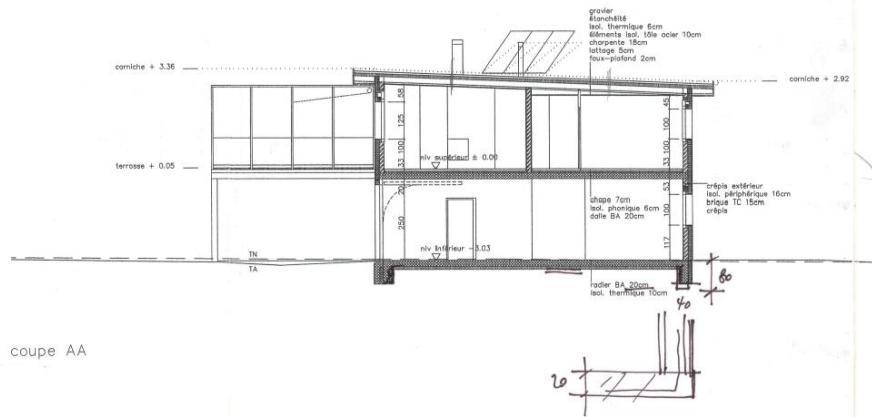 gravier
étanchéité
isol. thermique 6cm
éléments isol. tôle acier 10cm
charpente 18cm
lattage 5cm
faux-plafond 2cm
corniche + 3.36
corniche + 2.92
58
125
100
33
45
100
100
33
terrasse + 0.05
niv supérieur ± 0.00
20
250
53
100
117
chape 7cm
isol. phonique 6cm
dalle BA 20cm
crépis extérieur
isol. périphérique 16cm
brique TC 15cm
crépis
niv inférieur -3.03
TN
TA
radier BA 20cm
isol. thermique 10cm
80
40
20
coupe AA